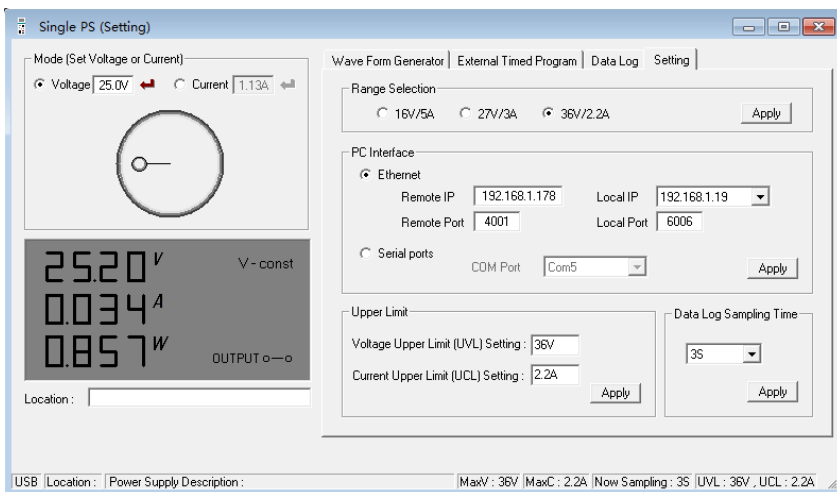 Single PS (Setting)
Mode (Set Voltage or Current)
Voltage 25.0V Current 1.13A
25.20 V V-const
0.034 A
0.857 W OUTPUT
Location :
Wave Form Generator External Timed Program Data Log Setting
Range Selection
16V/5A 27V/3A 36V/2.2A Apply
PC Interface
Ethernet
Remote IP 192.168.1.178 Local IP 192.168.1.19
Remote Port 4001 Local Port 6006
Serial ports
COM Port Com5 Apply
Upper Limit
Voltage Upper Limit (UVL) Setting : 36V
Current Upper Limit (UCL) Setting : 2.2A
Apply
Data Log Sampling Time
3S
Apply
USB Location : Power Supply Description : MaxV : 36V MaxC : 2.2A Now Sampling : 3S UVL : 36V , UCL : 2.2A